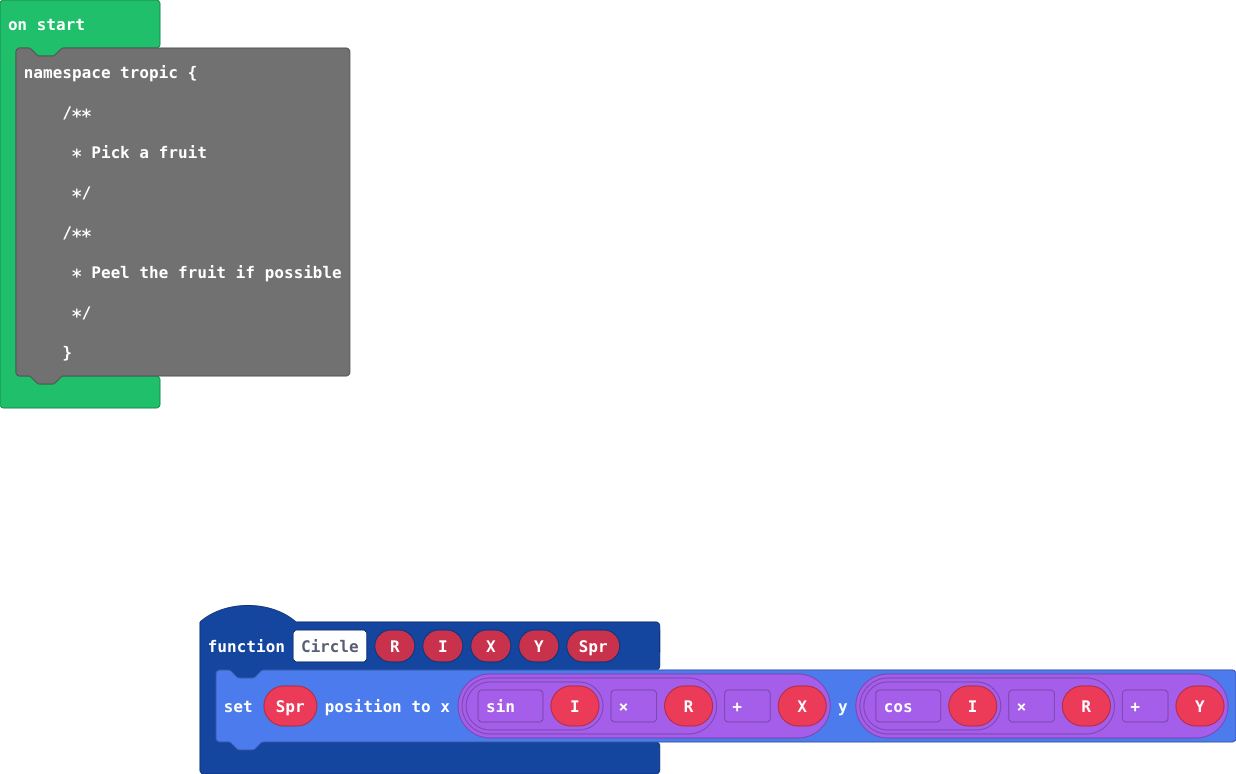 on start
namespace tropic {
/**
* Pick a fruit
*/
/**
* Peel the fruit if possible
*/
}
function Circle R I X Y Spr
set Spr position to x sin I × R + X y cos I × R + Y